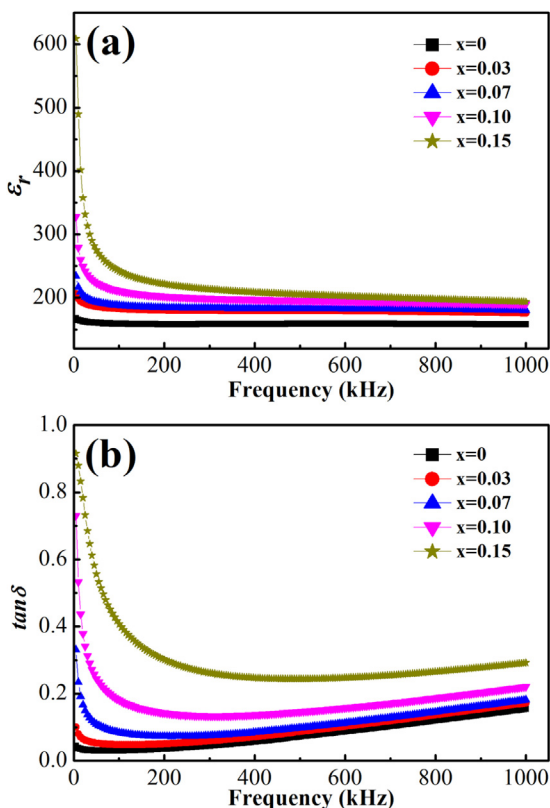 (a)
x=0
x=0.03
x=0.07
x=0.10
x=0.15
εr
600
500
400
300
200
0 200 400 600 800 1000
Frequency (kHz)
(b)
x=0
x=0.03
x=0.07
x=0.10
x=0.15
tanδ
1.0
0.8
0.6
0.4
0.2
0.0
0 200 400 600 800 1000
Frequency (kHz)